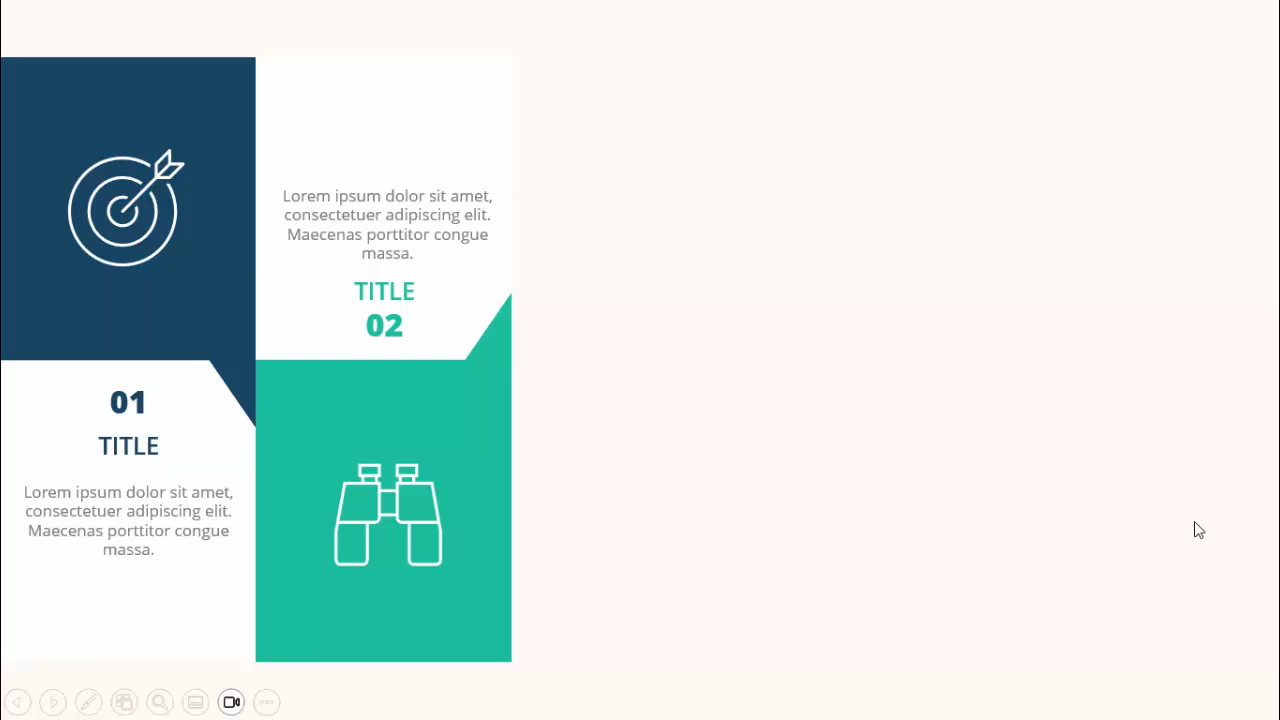 01
TITLE
Lorem ipsum dolor sit amet,
consectetuer adipiscing elit.
Maecenas porttitor congue
massa.
Lorem ipsum dolor sit amet,
consectetuer adipiscing elit.
Maecenas porttitor congue
massa.
TITLE
02